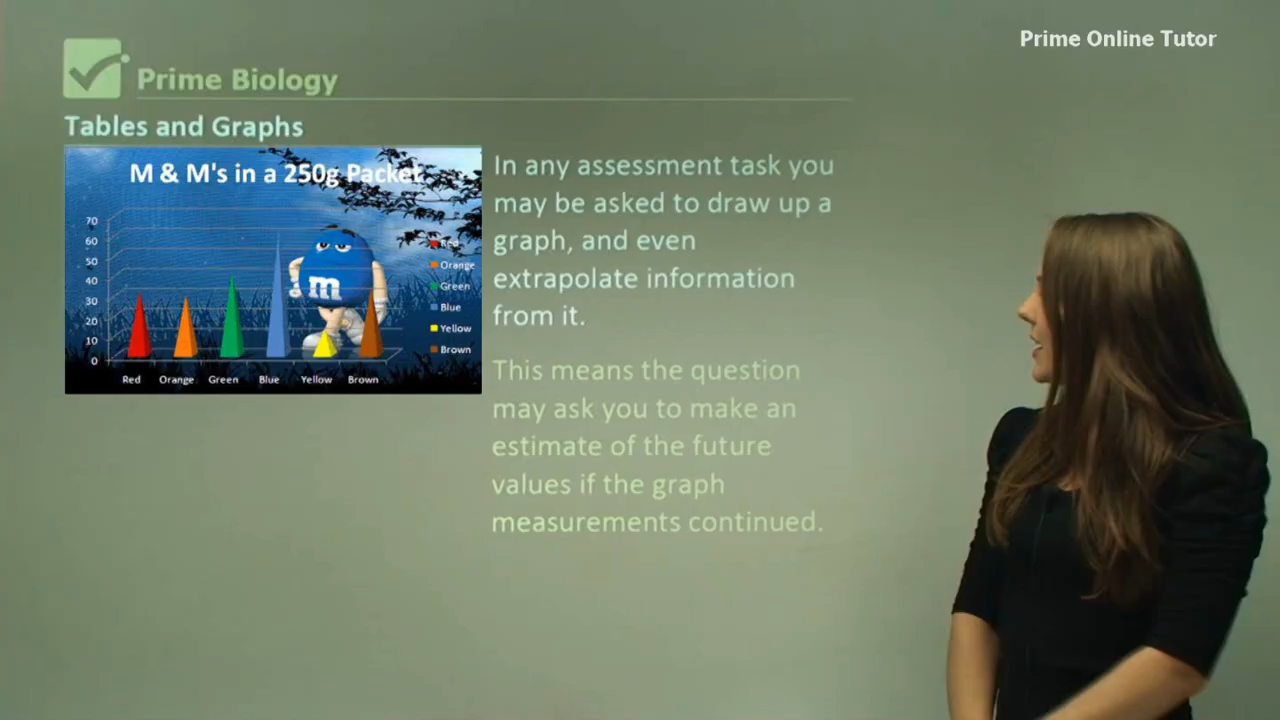 Prime Online Tutor
Prime Biology
Tables and Graphs
M & M's in a 250g Packet
70
60
50
40
30
20
10
0
Red
Orange
Green
Blue
Yellow
Brown
Red Orange Green Blue Yellow Brown
m
In any assessment task you
may be asked to draw up a
graph, and even
extrapolate information
from it.
This means the question
may ask you to make an
estimate of the future
values if the graph
measurements continued.